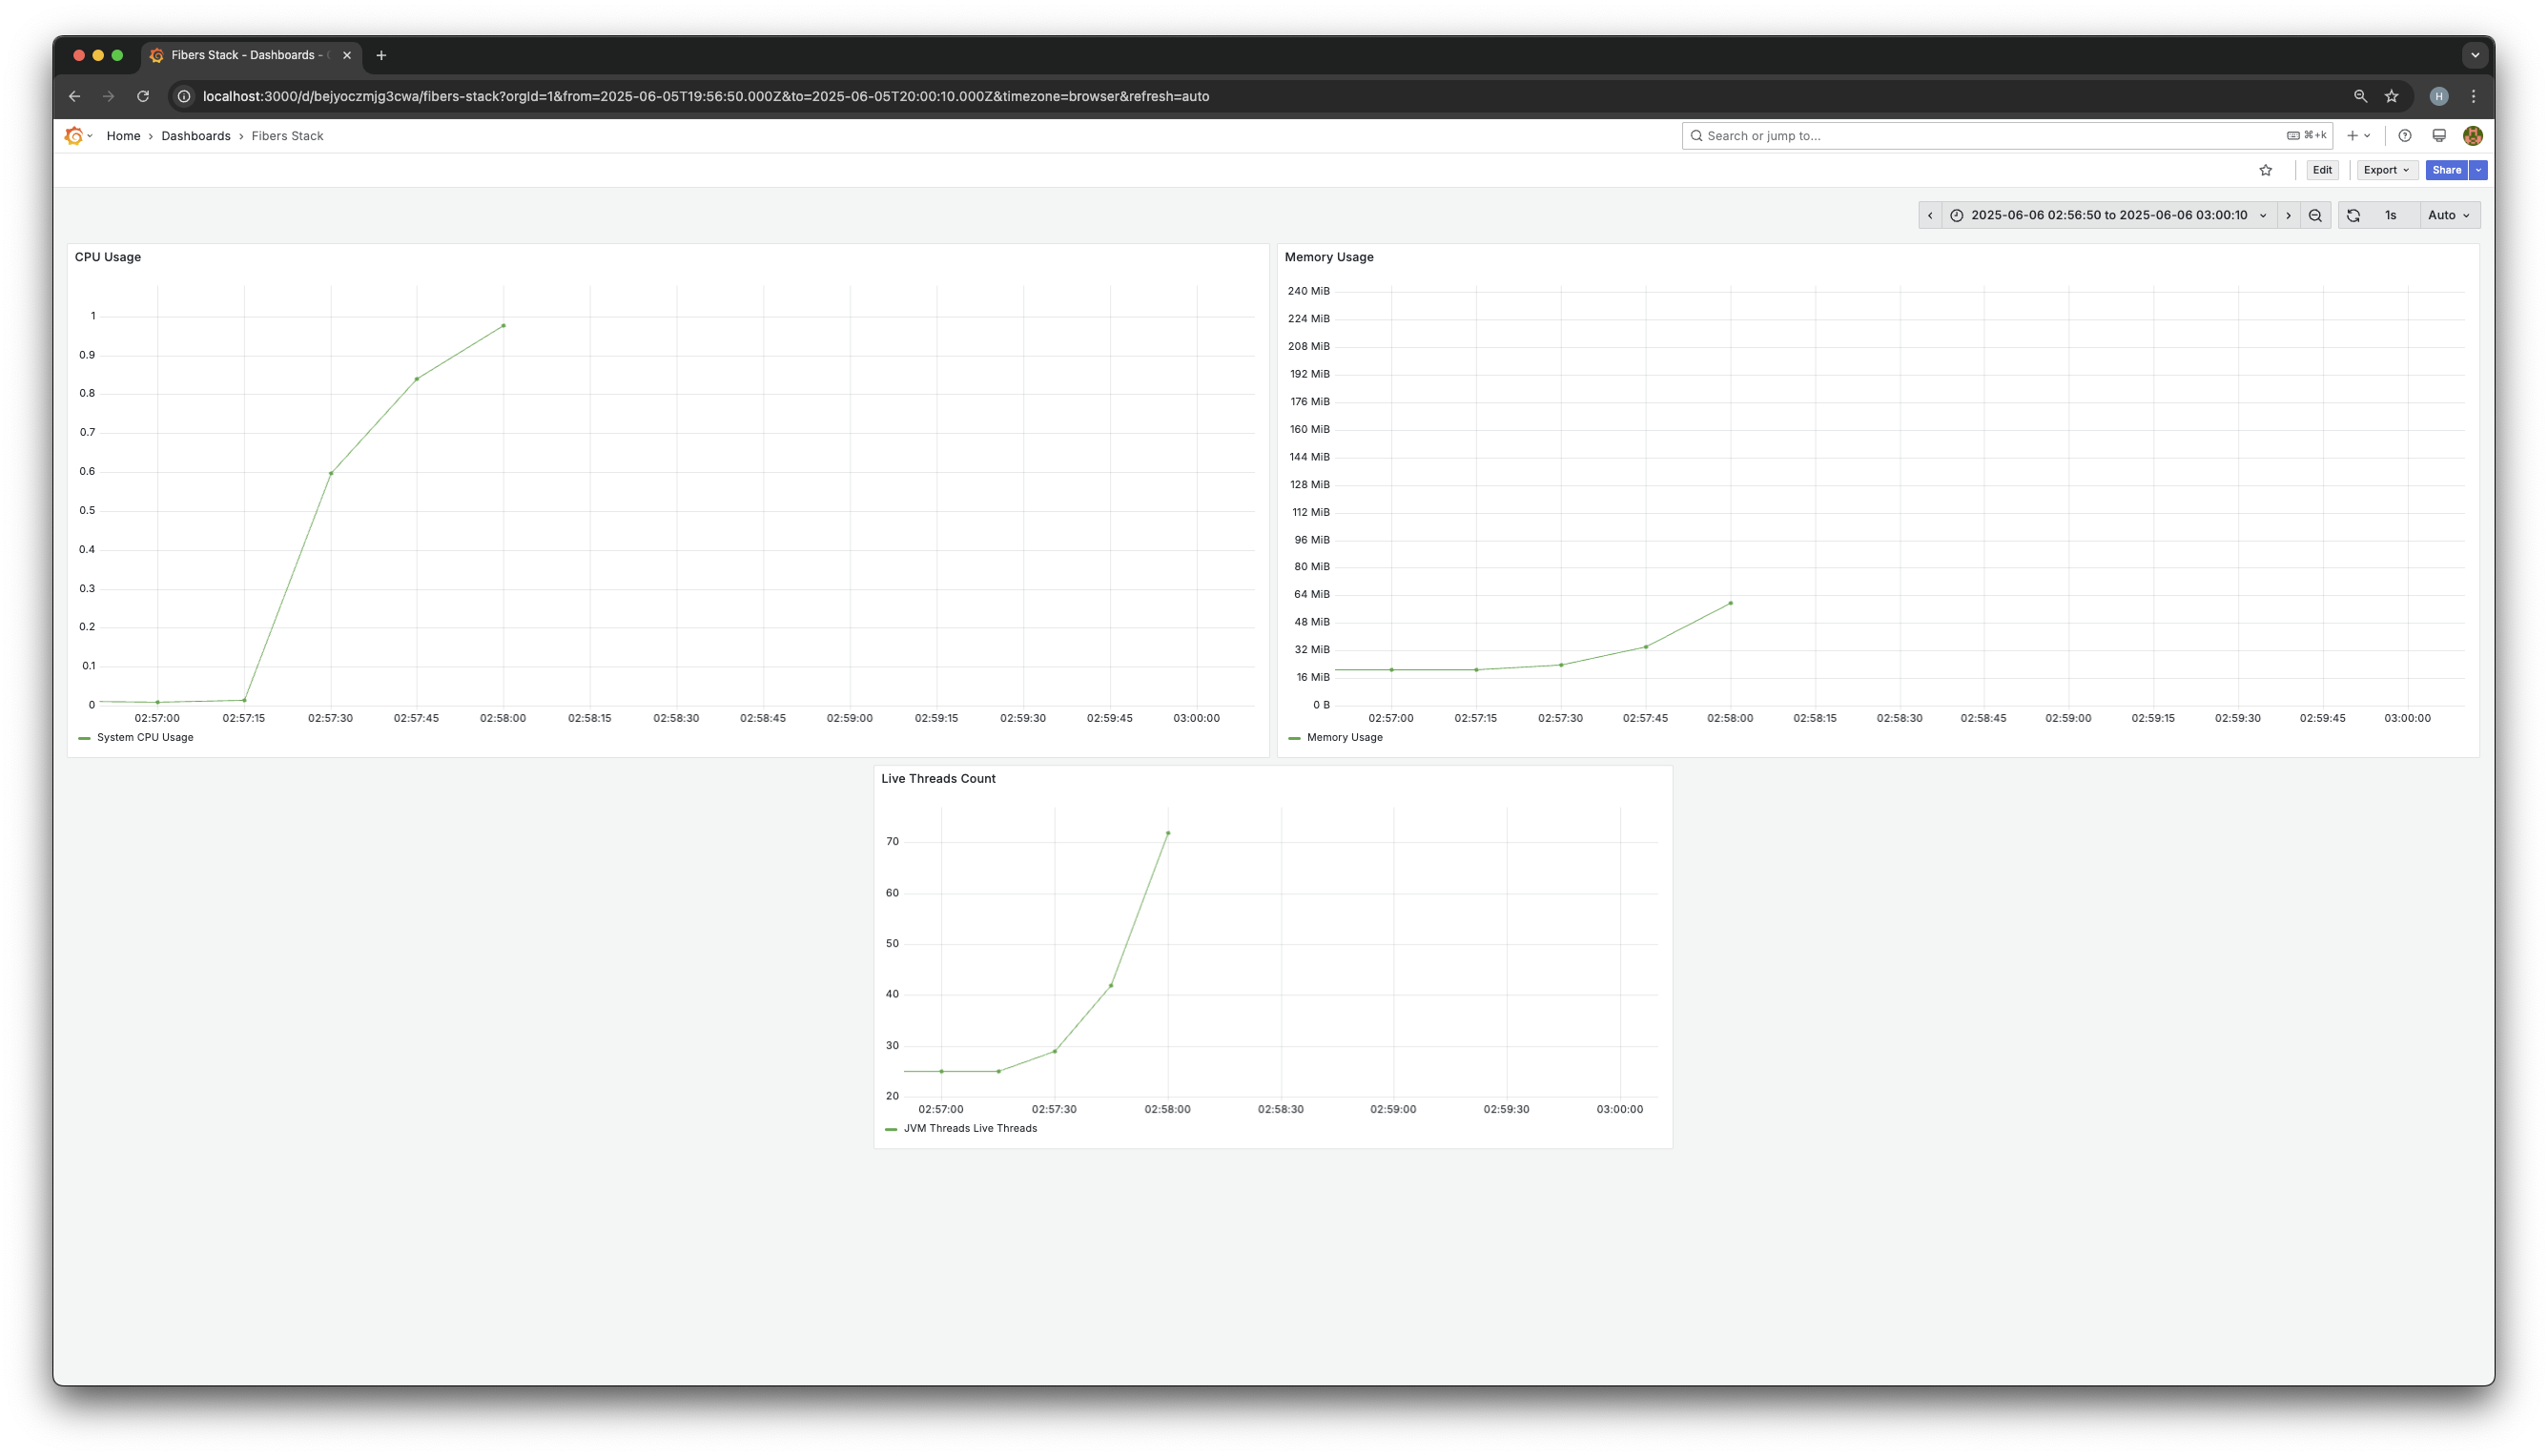 Fibers Stack - Dashboards -
localhost:3000/d/bejyoczmjg3cwa/fibers-stack?orgId=1&from=2025-06-05T19:56:50.000Z&to=2025-06-05T20:00:10.000Z&timezone=browser&refresh=auto
H
Home › Dashboards › Fibers Stack
Search or jump to...
⌘+k
Edit
Export
Share
2025-06-06 02:56:50 to 2025-06-06 03:00:10
1s
Auto
CPU Usage
1
0.9
0.8
0.7
0.6
0.5
0.4
0.3
0.2
0.1
0
02:57:00 02:57:15 02:57:30 02:57:45 02:58:00 02:58:15 02:58:30 02:58:45 02:59:00 02:59:15 02:59:30 02:59:45 03:00:00
System CPU Usage
Memory Usage
240 MiB
224 MiB
208 MiB
192 MiB
176 MiB
160 MiB
144 MiB
128 MiB
112 MiB
96 MiB
80 MiB
64 MiB
48 MiB
32 MiB
16 MiB
0 B
02:57:00 02:57:15 02:57:30 02:57:45 02:58:00 02:58:15 02:58:30 02:58:45 02:59:00 02:59:15 02:59:30 02:59:45 03:00:00
Memory Usage
Live Threads Count
70
60
50
40
30
20
02:57:00 02:57:30 02:58:00 02:58:30 02:59:00 02:59:30 03:00:00
JVM Threads Live Threads